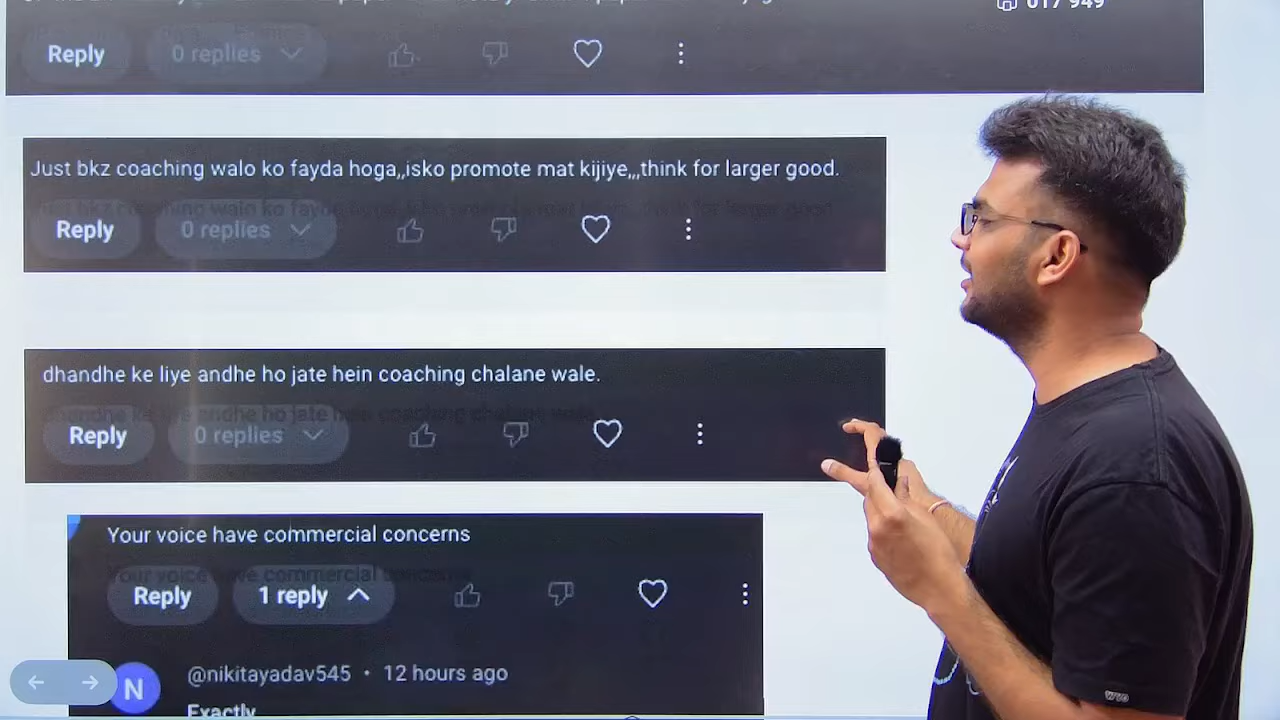 Reply
0 replies
Just bkz coaching walo ko fayda hoga,,isko promote mat kijiye,,,think for larger good.
Reply
0 replies
dhandhe ke liye andhe ho jate hein coaching chalane wale.
Reply
0 replies
Your voice have commercial concerns
Reply
1 reply
N
@nikitayadav545 • 12 hours ago
Exactly